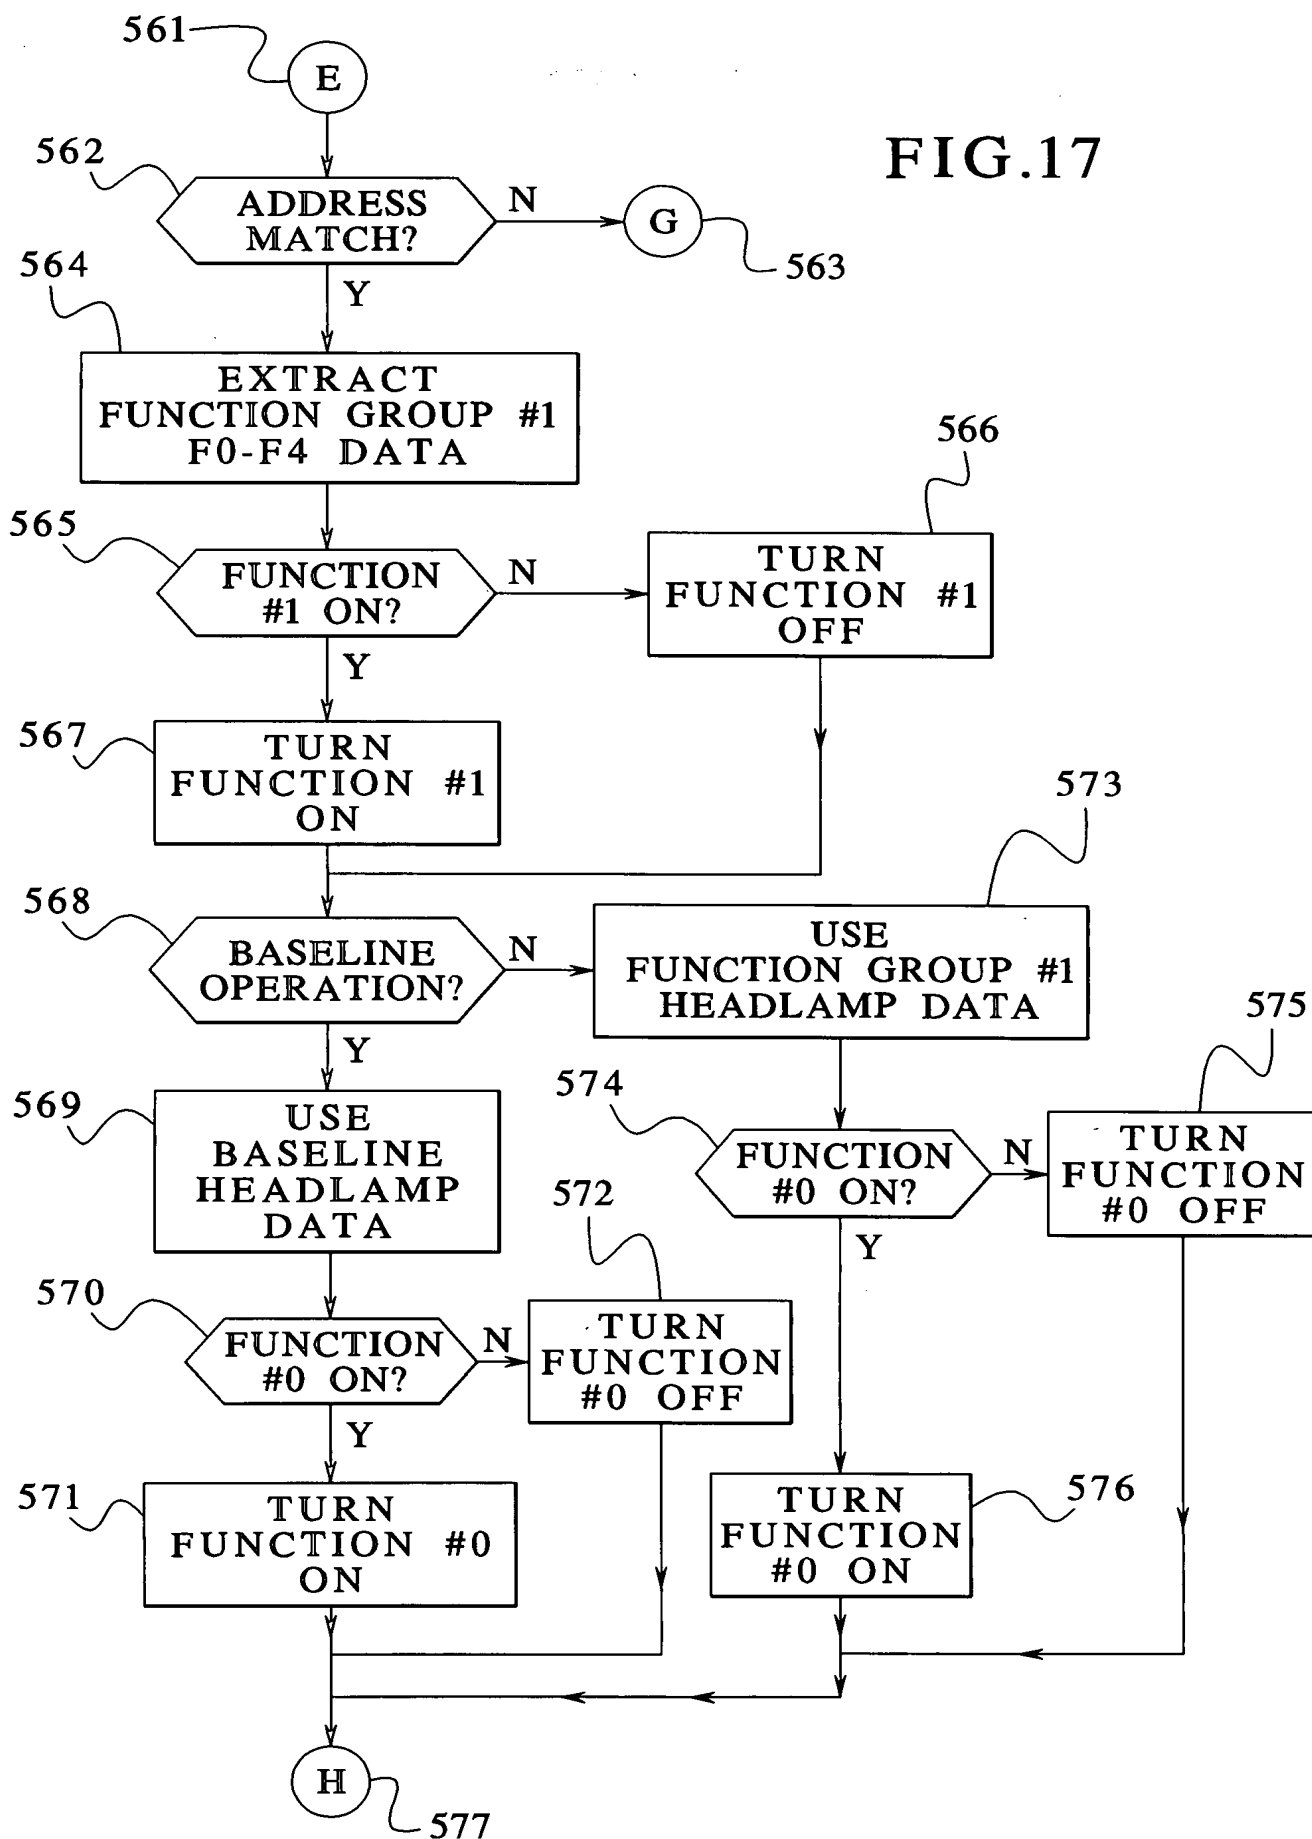 561
E
FIG.17
562
ADDRESS
MATCH?
N
G
563
Y
564
EXTRACT
FUNCTION GROUP #1
F0-F4 DATA
565
FUNCTION
#1 ON?
N
566
TURN
FUNCTION #1
OFF
Y
567
TURN
FUNCTION #1
ON
568
BASELINE
OPERATION?
N
573
USE
FUNCTION GROUP #1
HEADLAMP DATA
Y
569
USE
BASELINE
HEADLAMP
DATA
574
FUNCTION
#0 ON?
N
575
TURN
FUNCTION
#0 OFF
Y
570
FUNCTION
#0 ON?
N
572
TURN
FUNCTION
#0 OFF
Y
571
TURN
FUNCTION #0
ON
TURN
FUNCTION
#0 ON
576
H
577